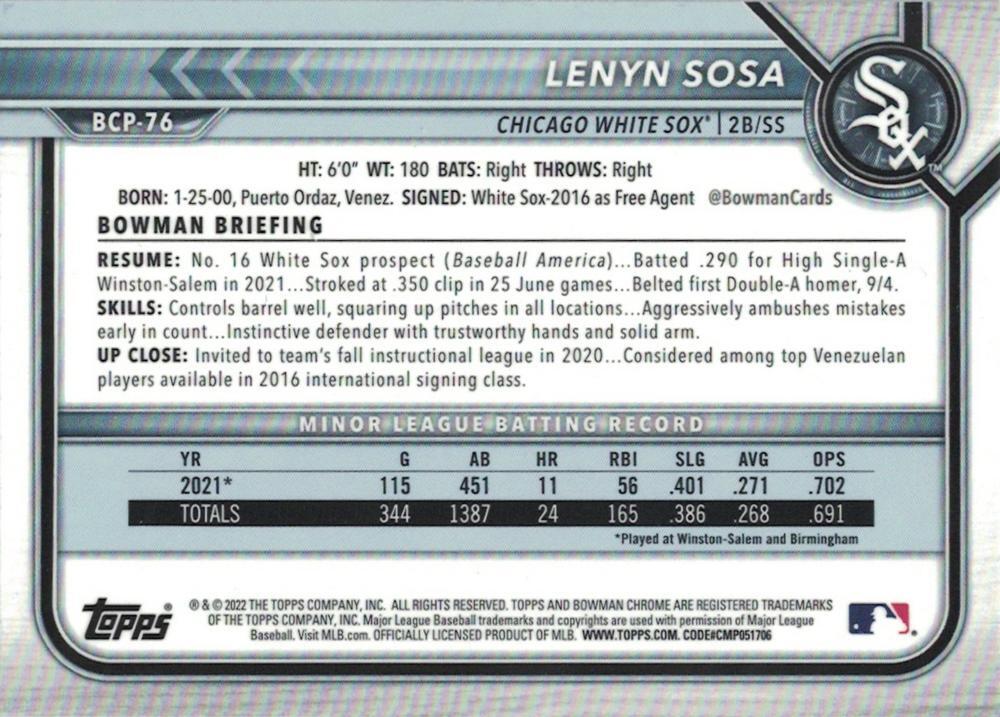 LENYN SOSA
Sox™
BCP-76
CHICAGO WHITE SOX® | 2B/SS
HT: 6'0" WT: 180 BATS: Right THROWS: Right
BORN: 1-25-00, Puerto Ordaz, Venez. SIGNED: White Sox-2016 as Free Agent @BowmanCards
BOWMAN BRIEFING
RESUME: No. 16 White Sox prospect (Baseball America)...Batted .290 for High Single-A
Winston-Salem in 2021...Stroked at .350 clip in 25 June games...Belted first Double-A homer, 9/4.
SKILLS: Controls barrel well, squaring up pitches in all locations...Aggressively ambushes mistakes
early in count...Instinctive defender with trustworthy hands and solid arm.
UP CLOSE: Invited to team's fall instructional league in 2020...Considered among top Venezuelan
players available in 2016 international signing class.
MINOR LEAGUE BATTING RECORD
YR G AB HR RBI SLG AVG OPS
2021* 115 451 11 56 .401 .271 .702
TOTALS 344 1387 24 165 .386 .268 .691
*Played at Winston-Salem and Birmingham
Topps®
® & © 2022 THE TOPPS COMPANY, INC. ALL RIGHTS RESERVED. TOPPS AND BOWMAN CHROME ARE REGISTERED TRADEMARKS
OF THE TOPPS COMPANY, INC. Major League Baseball trademarks and copyrights are used with permission of Major League
Baseball. Visit MLB.com. OFFICIALLY LICENSED PRODUCT OF MLB. WWW.TOPPS.COM. CODE#CMP051706